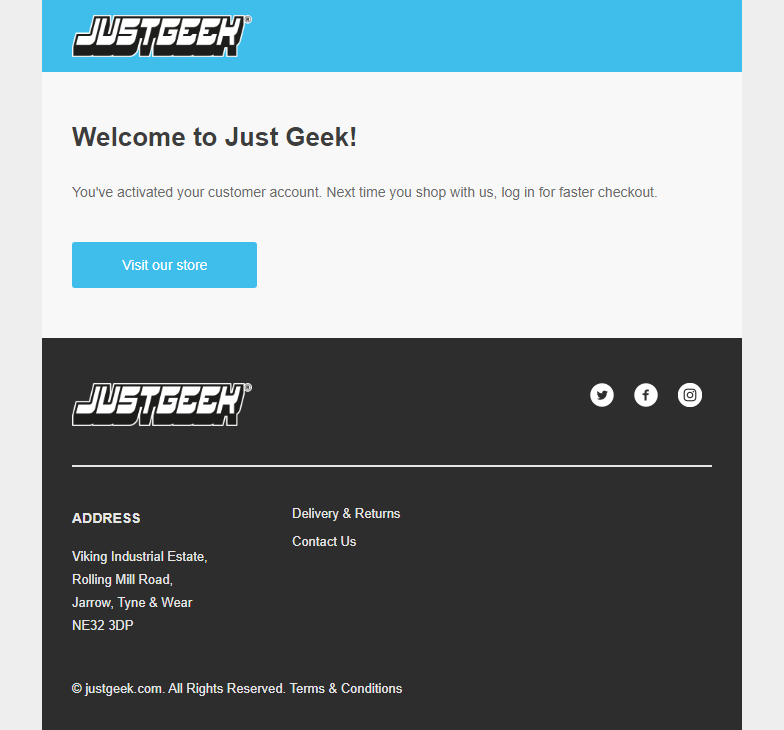 JUSTGEEK®
Welcome to Just Geek!
You've activated your customer account. Next time you shop with us, log in for faster checkout.
Visit our store
JUSTGEEK®
ADDRESS
Viking Industrial Estate,
Rolling Mill Road,
Jarrow, Tyne & Wear
NE32 3DP
Delivery & Returns
Contact Us
© justgeek.com. All Rights Reserved. Terms & Conditions